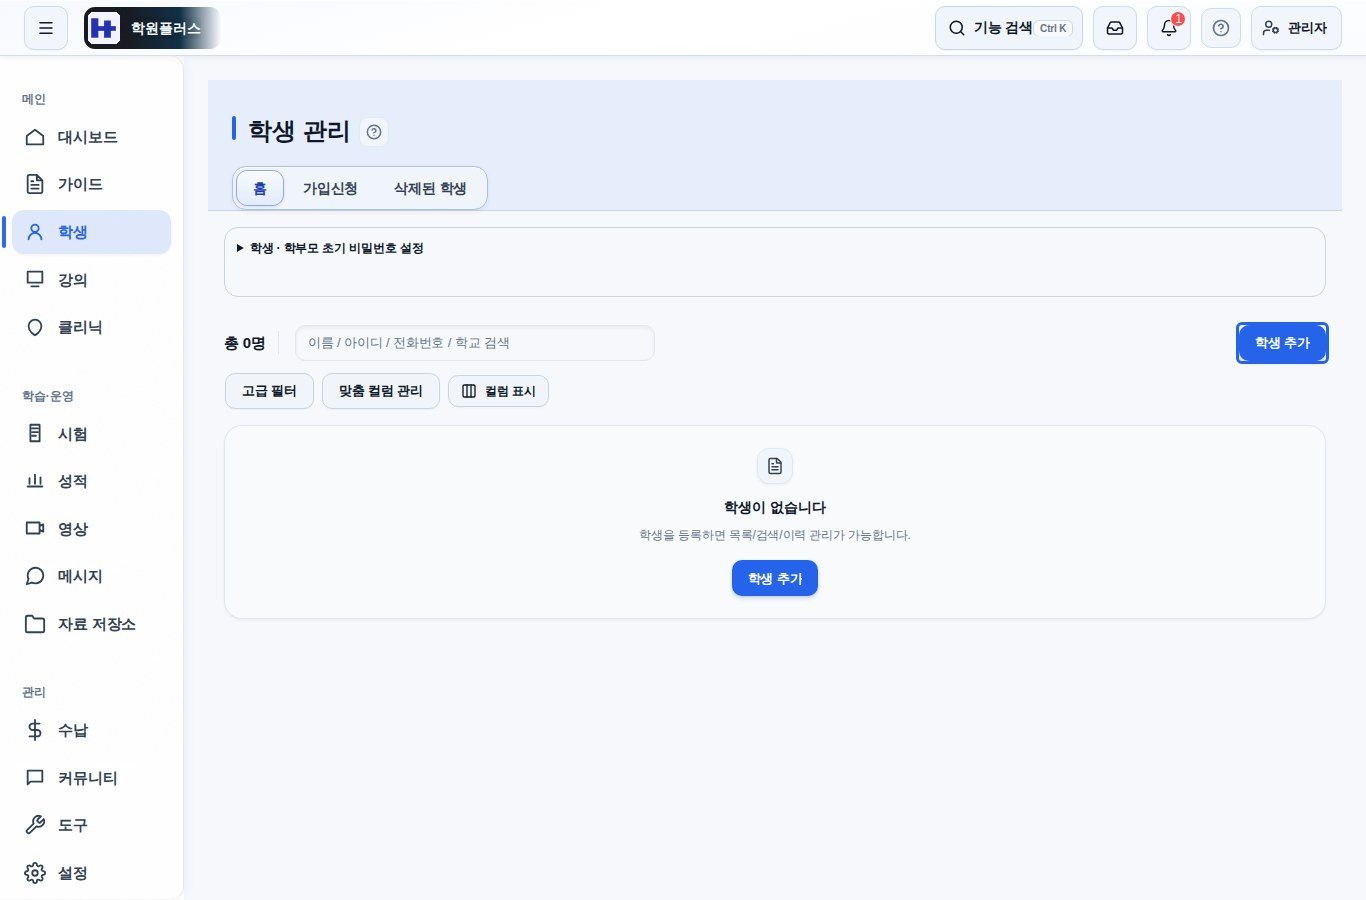 학원플러스
기능 검색 Ctrl K
1
관리자
메인
대시보드
가이드
학생
강의
클리닉
학습·운영
시험
성적
영상
메시지
자료 저장소
관리
수납
커뮤니티
도구
설정
학생 관리
홈 가입신청 삭제된 학생
▶ 학생 · 학부모 초기 비밀번호 설정
총 0명
이름 / 아이디 / 전화번호 / 학교 검색
학생 추가
고급 필터 맞춤 컬럼 관리 컬럼 표시
학생이 없습니다
학생을 등록하면 목록/검색/이력 관리가 가능합니다.
학생 추가